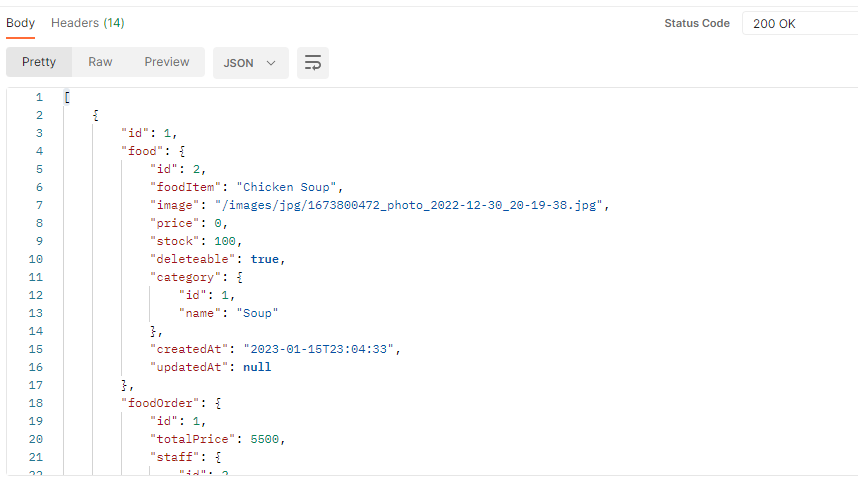 Body Headers (14) Status Code 200 OK
Pretty Raw Preview JSON
1 [
2 {
3 "id": 1,
4 "food": {
5 "id": 2,
6 "foodItem": "Chicken Soup",
7 "image": "/images/jpg/1673800472_photo_2022-12-30_20-19-38.jpg",
8 "price": 0,
9 "stock": 100,
10 "deleteable": true,
11 "category": {
12 "id": 1,
13 "name": "Soup"
14 },
15 "createdAt": "2023-01-15T23:04:33",
16 "updatedAt": null
17 },
18 "foodOrder": {
19 "id": 1,
20 "totalPrice": 5500,
21 "staff": {
22 "id":